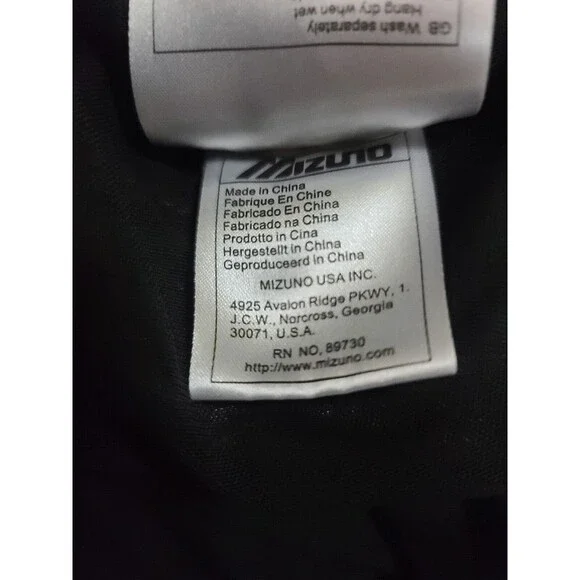 GB Wash separately
Hang dry when wet
MIZUNO
Made in China
Fabrique En Chine
Fabricado En China
Fabricado na China
Prodotto in Cina
Hergestellt in China
Geproduceerd in China
MIZUNO USA INC.
4925 Avalon Ridge PKWY, 1.
J.C.W., Norcross, Georgia
30071, U.S.A.
RN NO. 89730
http://www.mizuno.com